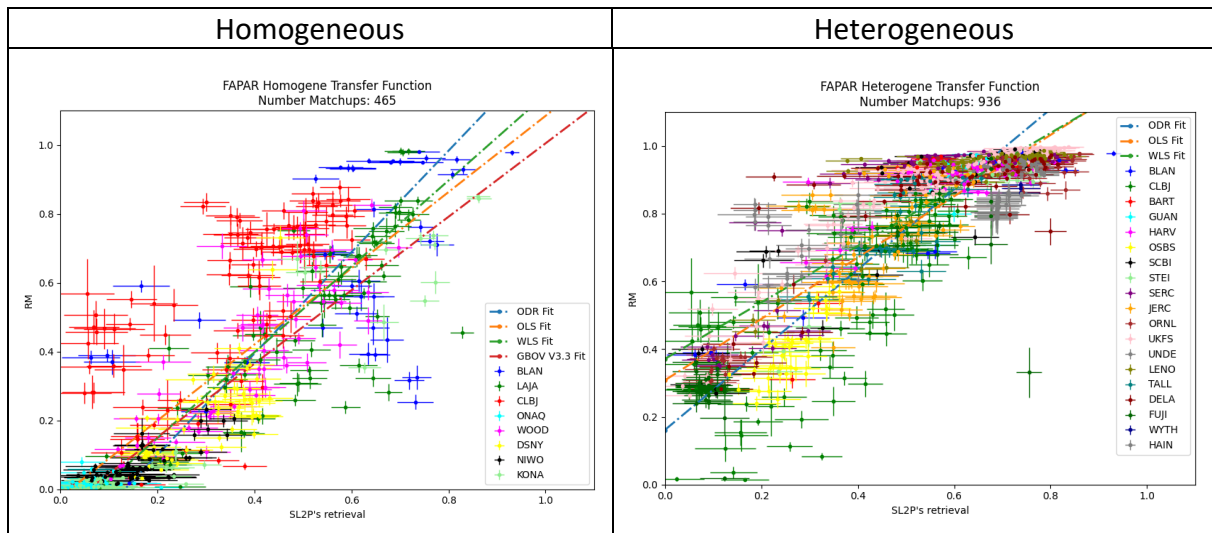 Homogeneous
Heterogeneous
FAPAR Homogene Transfer Function
Number Matchups: 465
RM
1.0
0.8
0.6
0.4
0.2
0.0
0.0 0.2 0.4 0.6 0.8 1.0
SL2P's retrieval
ODR Fit
OLS Fit
WLS Fit
GBOV V3.3 Fit
BLAN
LAJA
CLBJ
ONAQ
WOOD
DSNY
NIWO
KONA
FAPAR Heterogene Transfer Function
Number Matchups: 936
RM
1.0
0.8
0.6
0.4
0.2
0.0
0.0 0.2 0.4 0.6 0.8 1.0
SL2P's retrieval
ODR Fit
OLS Fit
WLS Fit
BLAN
CLBJ
BART
GUAN
HARV
OSBS
SCBI
STEI
SERC
JERC
ORNL
UKFS
UNDE
LENO
TALL
DELA
FUJI
WYTH
HAIN